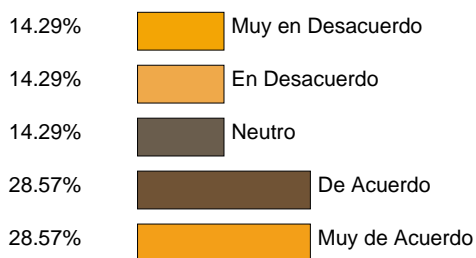 14.29% Muy en Desacuerdo
14.29% En Desacuerdo
14.29% Neutro
28.57% De Acuerdo
28.57% Muy de Acuerdo